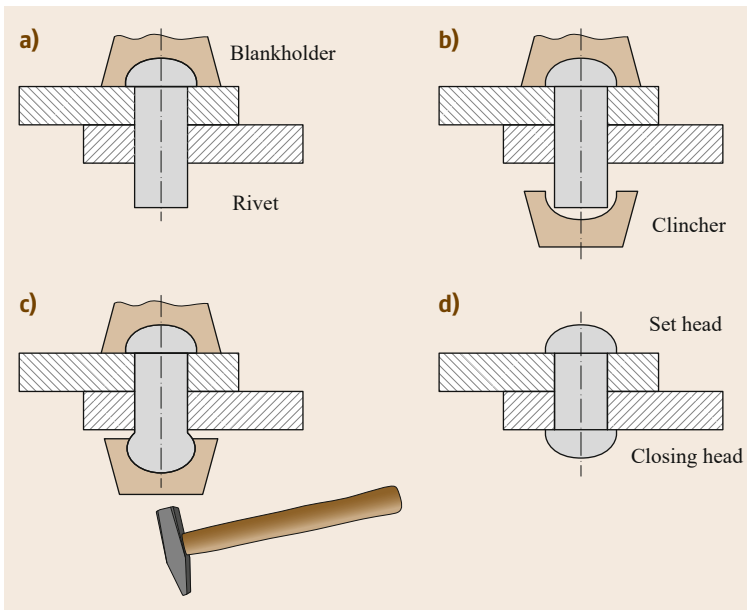 a)
Blankholder
Rivet
b)
Clincher
c)
d)
Set head
Closing head